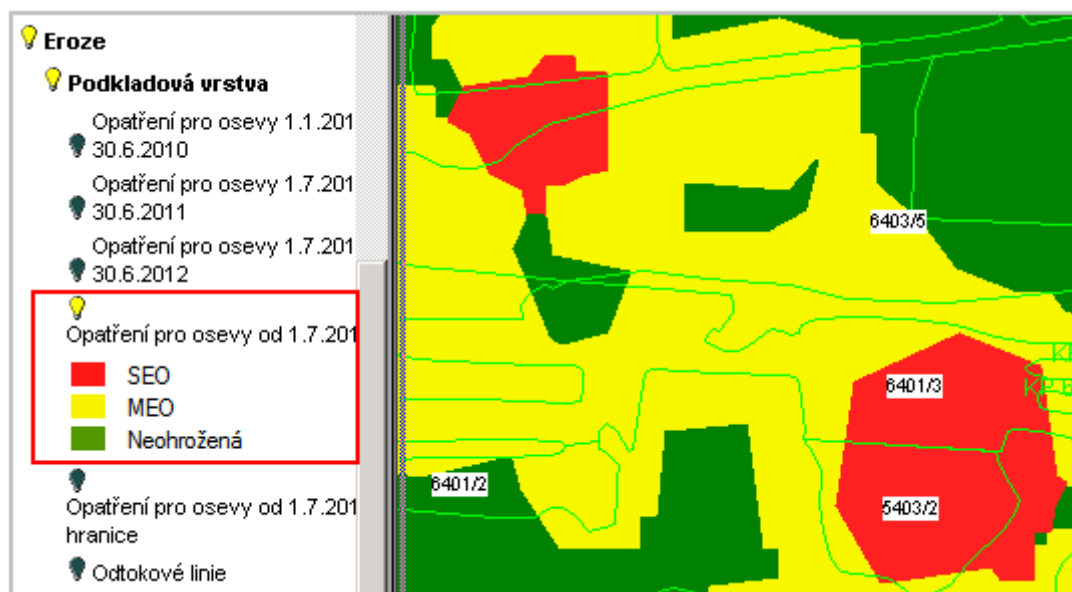 Eroze
Podkladová vrstva
Opatření pro osevy 1.1.201
30.6.2010
Opatření pro osevy 1.7.201
30.6.2011
Opatření pro osevy 1.7.201
30.6.2012
Opatření pro osevy od 1.7.201
SEO
MEO
Neohrožená
Opatření pro osevy od 1.7.201
hranice
Odtokové linie
6403/5
6401/3
6401/2
5403/2